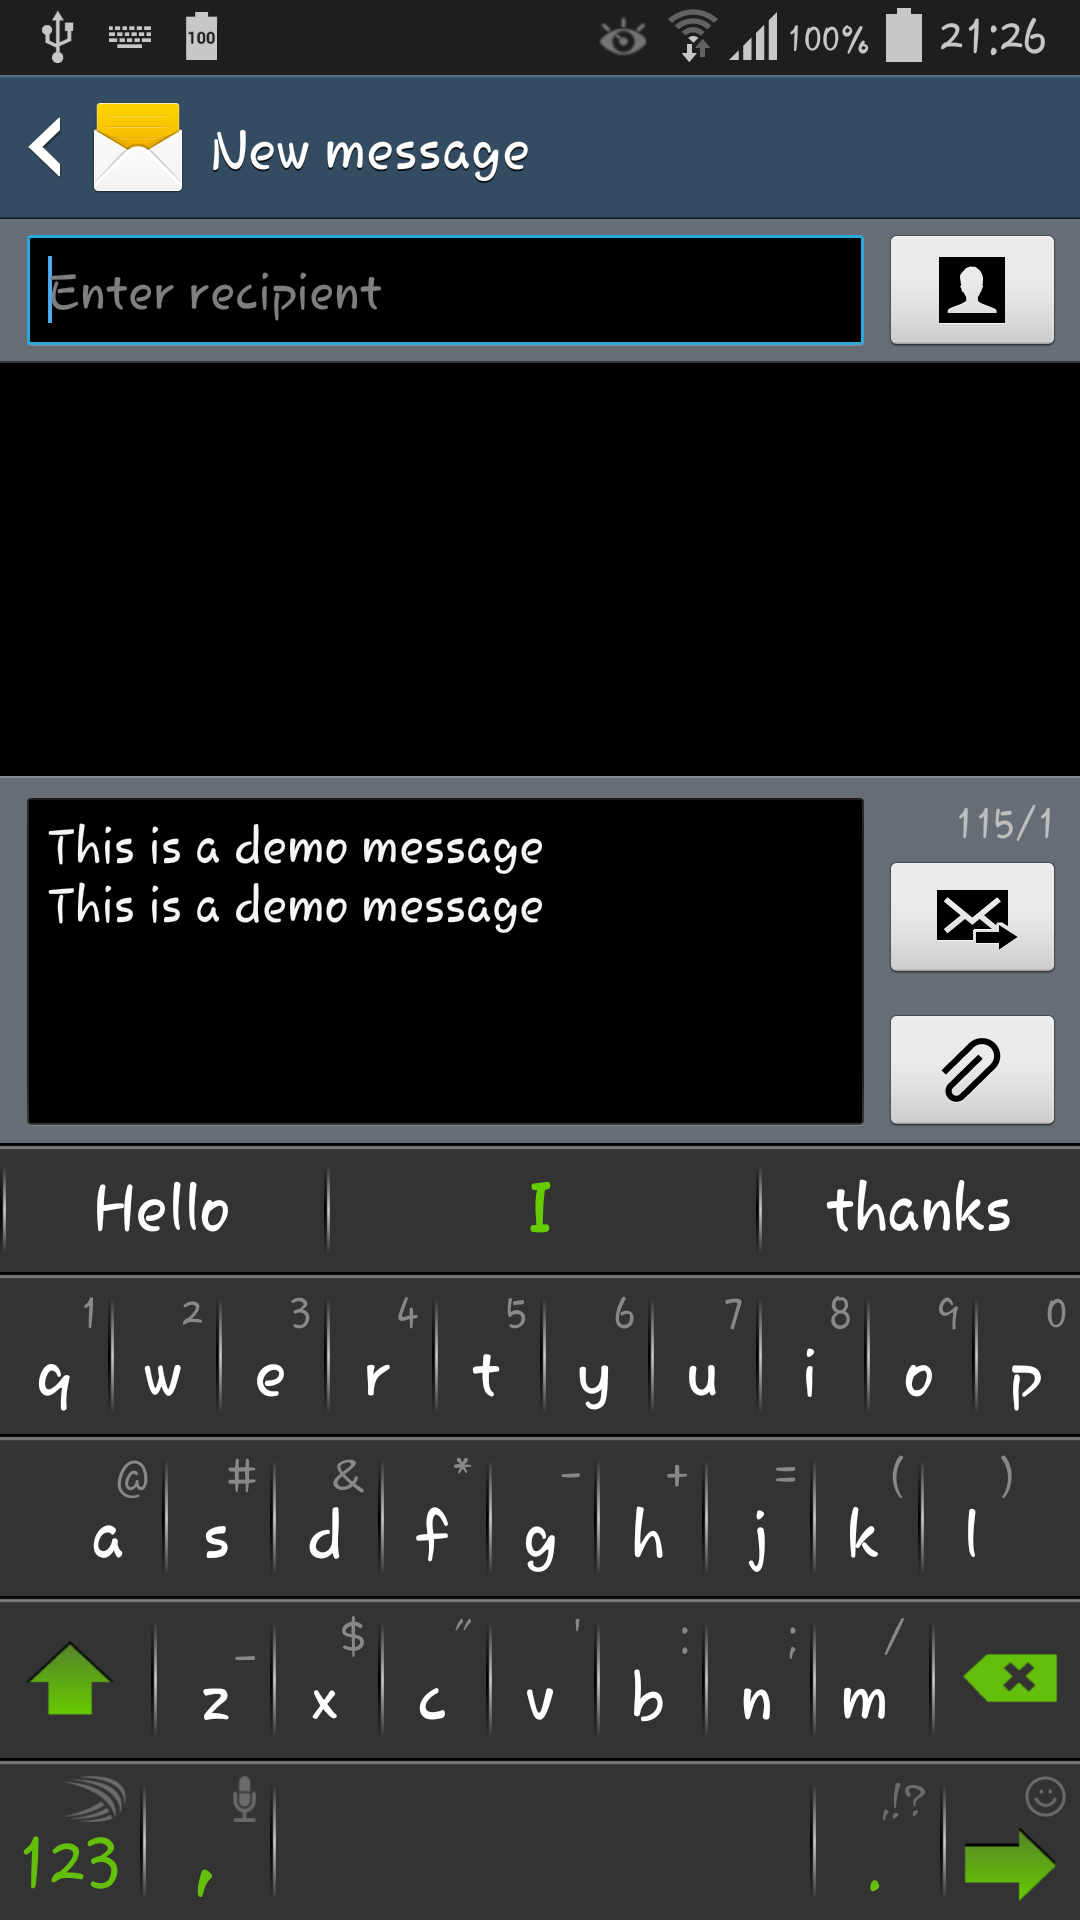 100 100% 21:26
New message
Enter recipient
115/1
This is a demo message
This is a demo message
Hello I thanks
1 2 3 4 5 6 7 8 9 0
q w e r t y u i o p
@ # & * - + = ( )
a s d f g h j k l
_ $ " ' : ; /
z x c v b n m
,!?
123 , .